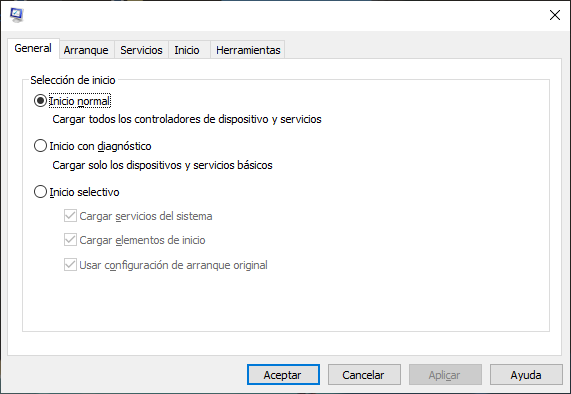 General Arranque Servicios Inicio Herramientas
Selección de inicio
Inicio normal
Cargar todos los controladores de dispositivo y servicios
Inicio con diagnóstico
Cargar solo los dispositivos y servicios básicos
Inicio selectivo
Cargar servicios del sistema
Cargar elementos de inicio
Usar configuración de arranque original
Aceptar Cancelar Aplicar Ayuda